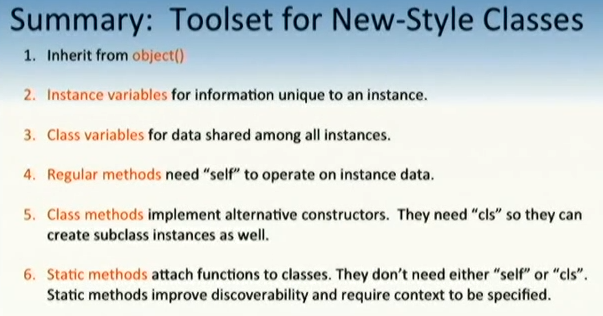 Summary:  Toolset for New-Style Classes
1. Inherit from object()
2. Instance variables for information unique to an instance.
3. Class variables for data shared among all instances.
4. Regular methods need “self” to operate on instance data.
5. Class methods implement alternative constructors.  They need “cls” so they can
create subclass instances as well.
6. Static methods attach functions to classes. They don’t need either “self” or “cls”.
Static methods improve discoverability and require context to be specified.